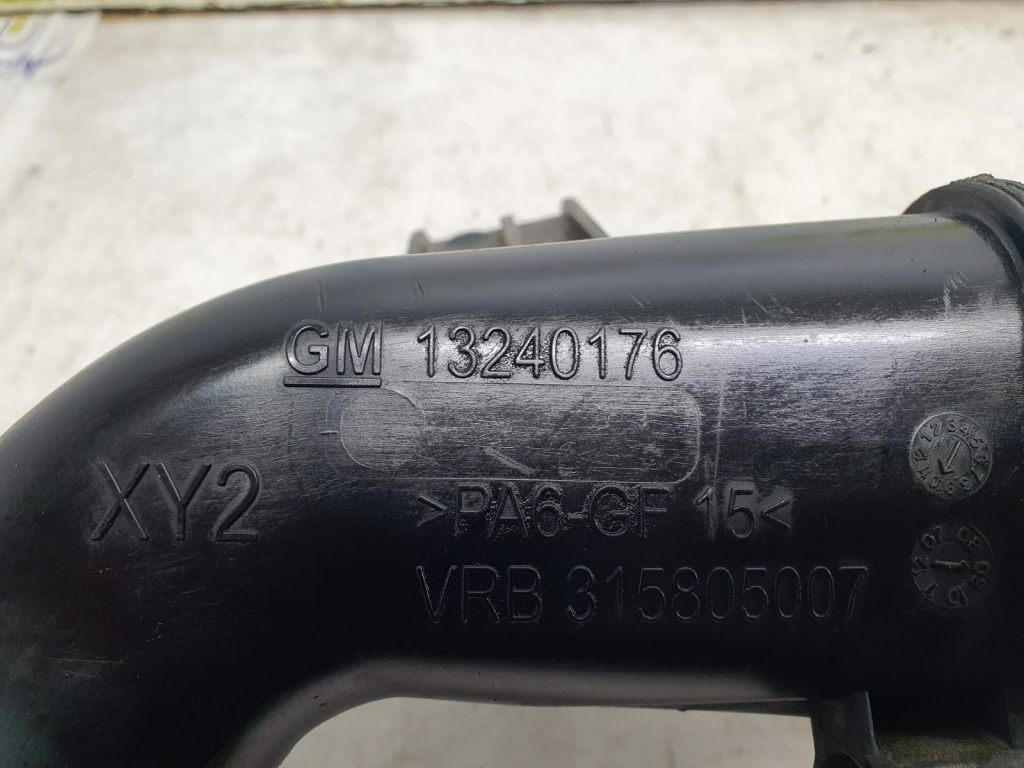 GM 13240176
XY2
>PA6-GF 15<
VRB 315805007